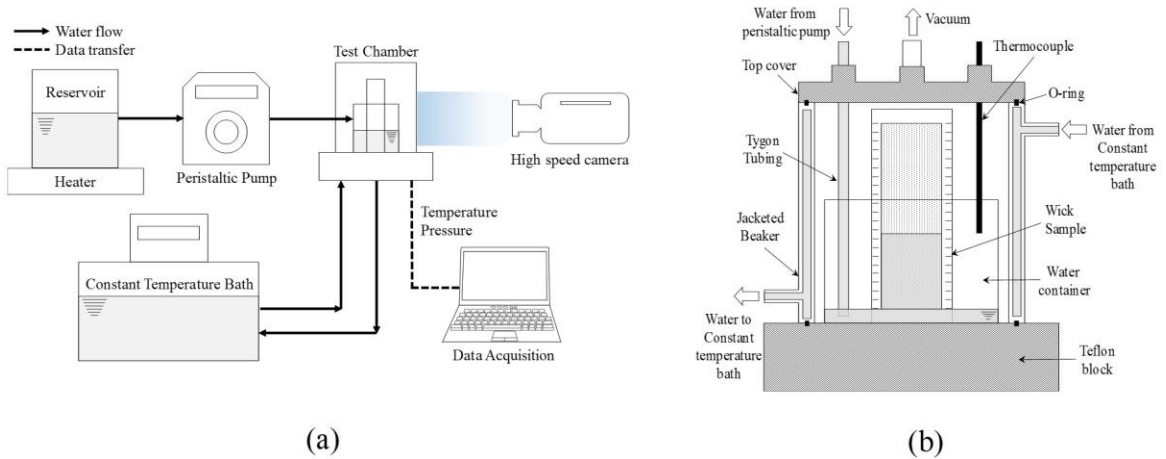 Water flow
Data transfer
Reservoir
Heater
Peristaltic Pump
Test Chamber
High speed camera
Temperature
Pressure
Constant Temperature Bath
Data Acquisition
(a)
Water from
peristaltic pump
Vacuum
Thermocouple
Top cover
O-ring
Tygon
Tubing
Water from
Constant
temperature
bath
Jacketed
Beaker
Wick
Sample
Water
container
Water to
Constant
temperature
bath
Teflon
block
(b)